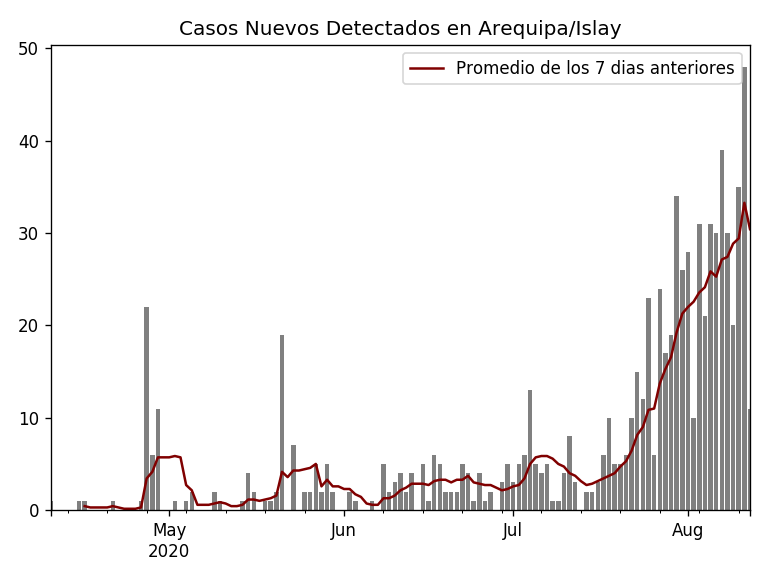 Casos Nuevos Detectados en Arequipa/Islay
Promedio de los 7 dias anteriores
50
40
30
20
10
0
May
2020
Jun
Jul
Aug